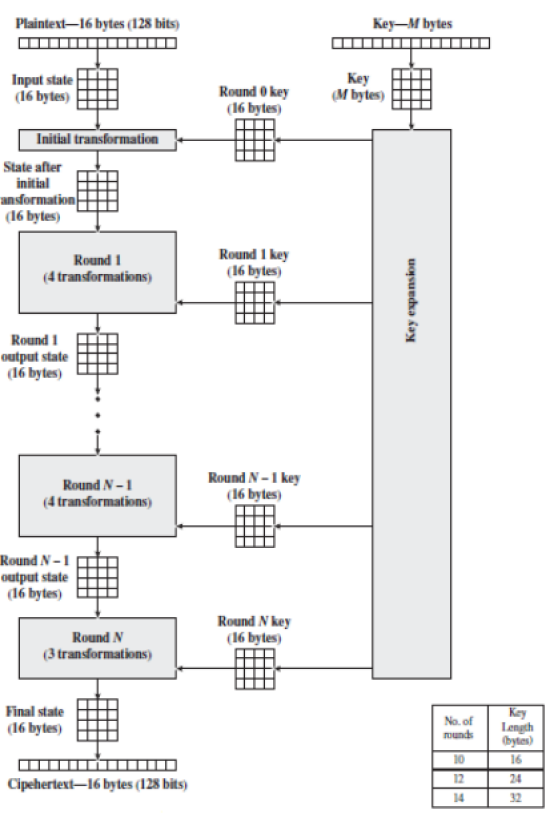 Plaintext—16 bytes (128 bits)
Key—M bytes
Input state
(16 bytes)
Key
(M bytes)
Round 0 key
(16 bytes)
Initial transformation
State after
initial
ansformation
(16 bytes)
Round 1
(4 transformations)
Round 1 key
(16 bytes)
Key expansion
Round 1
output state
(16 bytes)
Round N – 1
(4 transformations)
Round N – 1 key
(16 bytes)
Round N – 1
output state
(16 bytes)
Round N
(3 transformations)
Round N key
(16 bytes)
Final state
(16 bytes)
Cipehertext—16 bytes (128 bits)
No. of
rounds
Key
Length
(bytes)
10 16
12 24
14 32